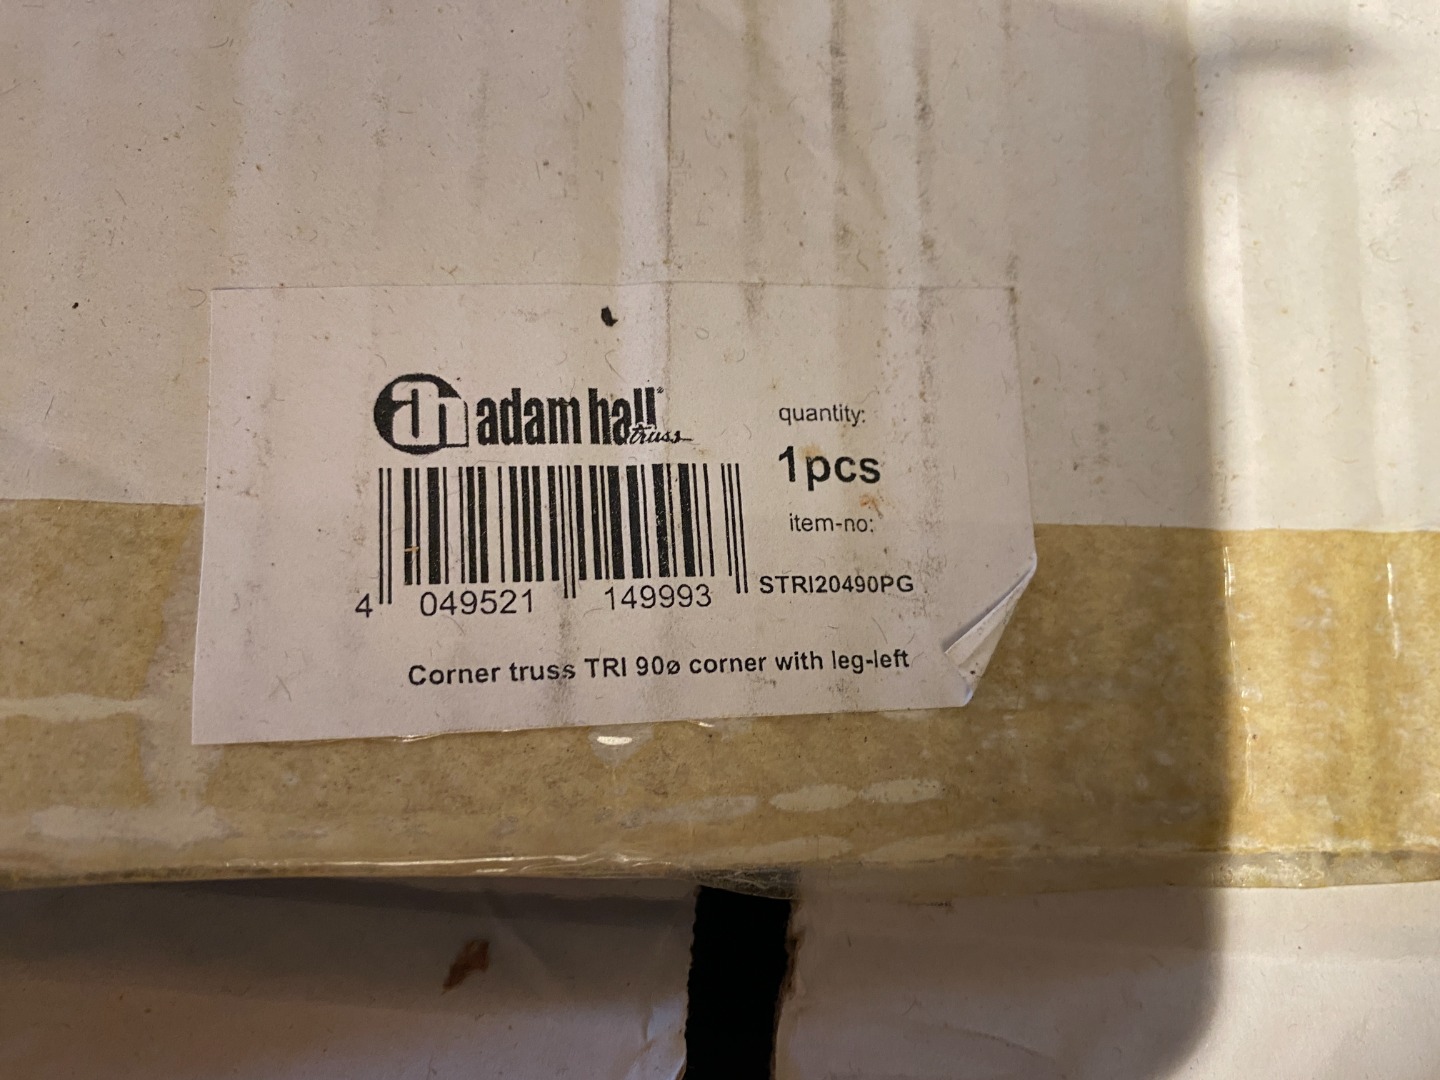 ah adam hall®
truss
quantity:
1pcs
item-no:
STRI20490PG
4 049521 149993
Corner truss TRI 90ø corner with leg-left